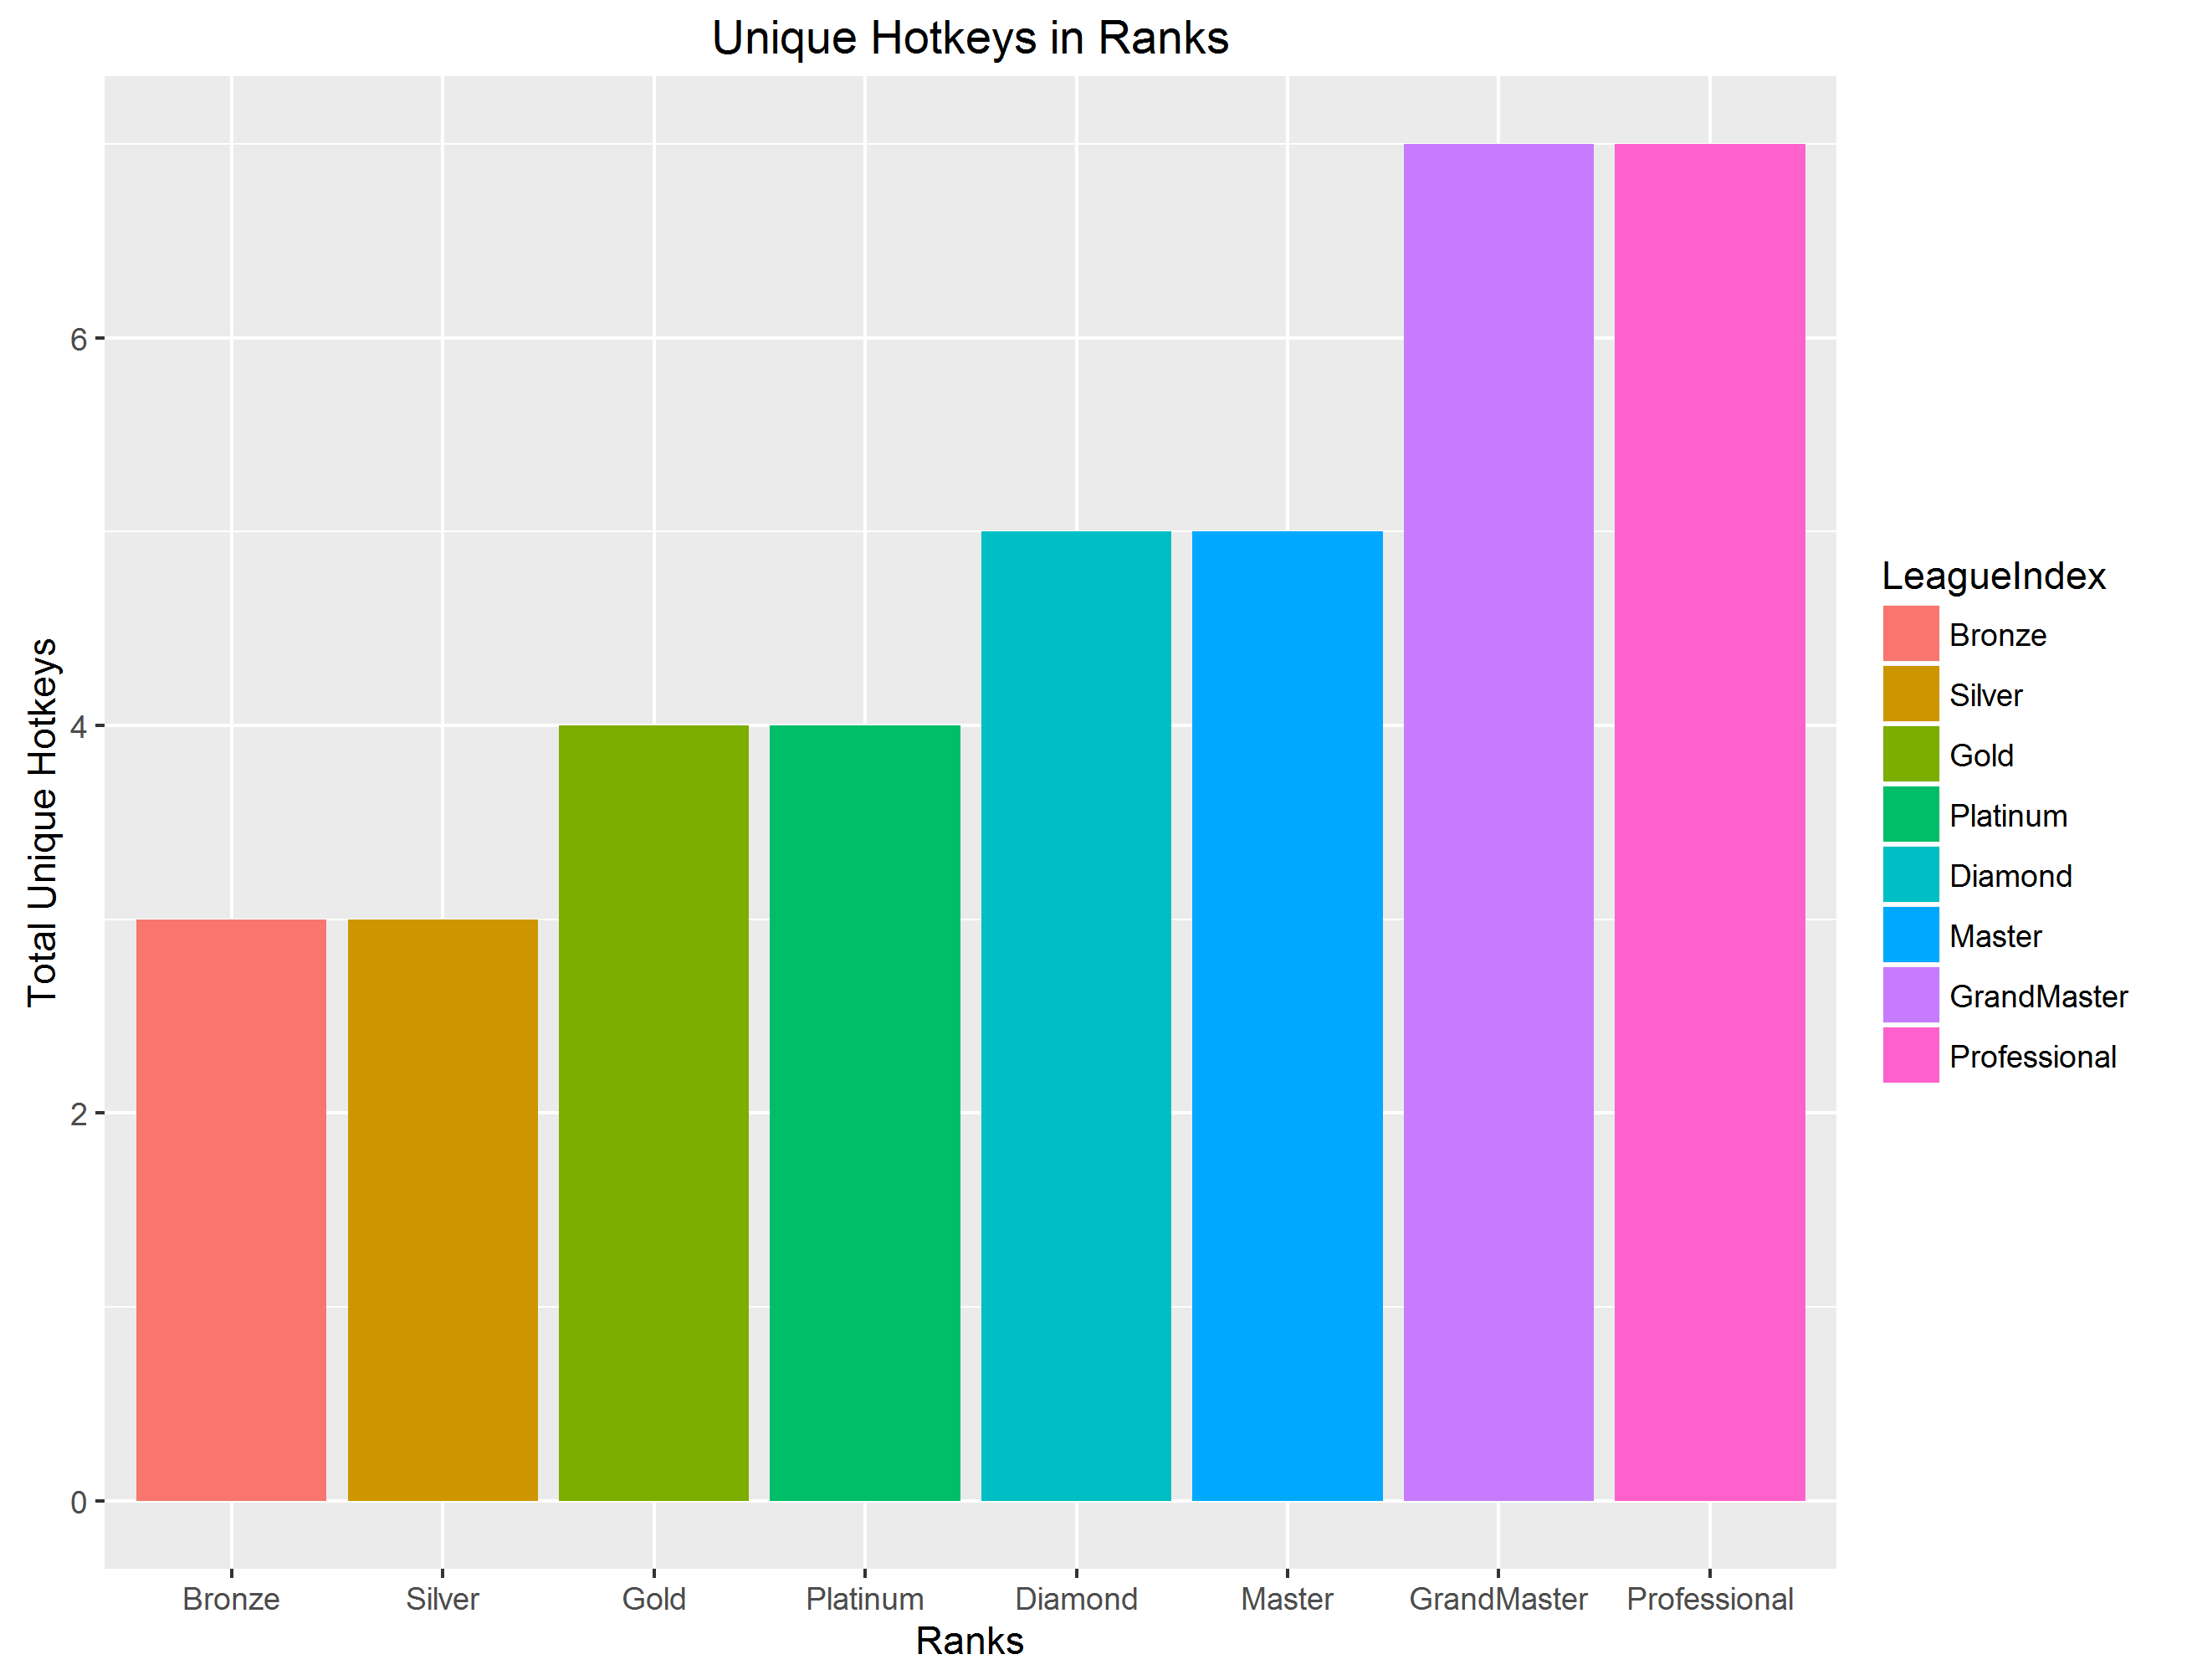 Unique Hotkeys in Ranks
Total Unique Hotkeys
6
4
2
0
Bronze Silver Gold Platinum Diamond Master GrandMaster Professional
Ranks
LeagueIndex
Bronze
Silver
Gold
Platinum
Diamond
Master
GrandMaster
Professional